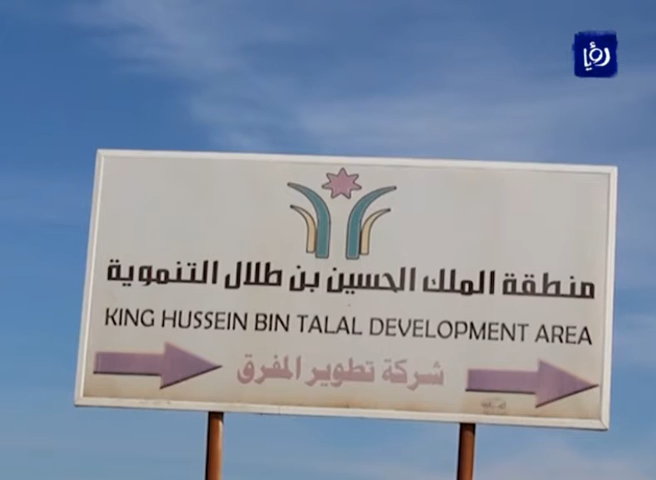 رؤيا
منطقة الملك الحسين بن طلال التنموية
KING HUSSEIN BIN TALAL DEVELOPMENT AREA
شركة تطوير المفرق